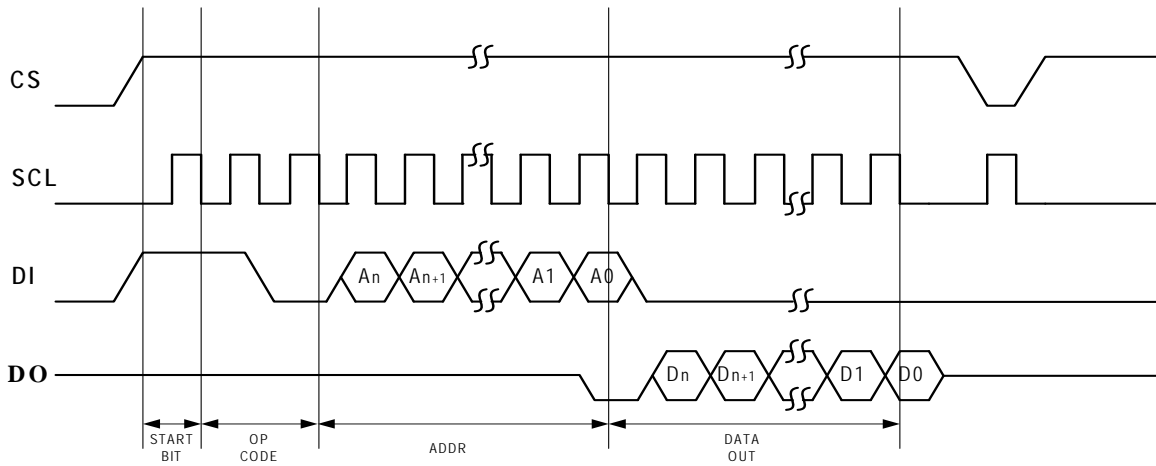 CS
SCL
DI
An An+1 A1 A0
DO
Dn Dn+1 D1 D0
START BIT
OP CODE
ADDR
DATA OUT